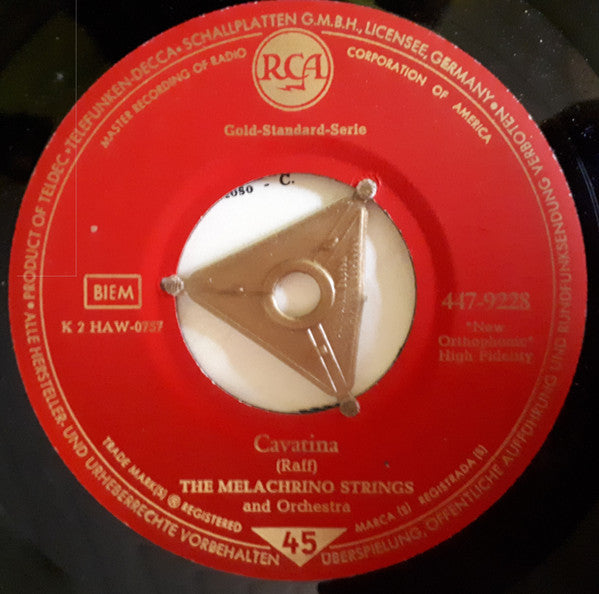 ALLE HERSTELLER- UND URHEBERRECHTE VORBEHALTEN
PRODUCT OF TELDEC • TELEFUNKEN-DECCA • SCHALLPLATTEN G.M.B.H., LICENSEE, GERMANY •
ÜBERSPIELUNG, ÖFFENTLICHE AUFFÜHRUNG UND RUNDFUNKSENDUNG VERBOTEN
MASTER RECORDING OF RADIO CORPORATION OF AMERICA
RCA
Gold-Standard-Serie
- C.
BIEM
447-9228
K 2 HAW-0757
"New
Orthophonic"
High Fidelity
Cavatina
(Raff)
THE MELACHRINO STRINGS
and Orchestra
TRADE MARK(S) ® REGISTERED
MARCA (S) REGISTRADA (S)
45